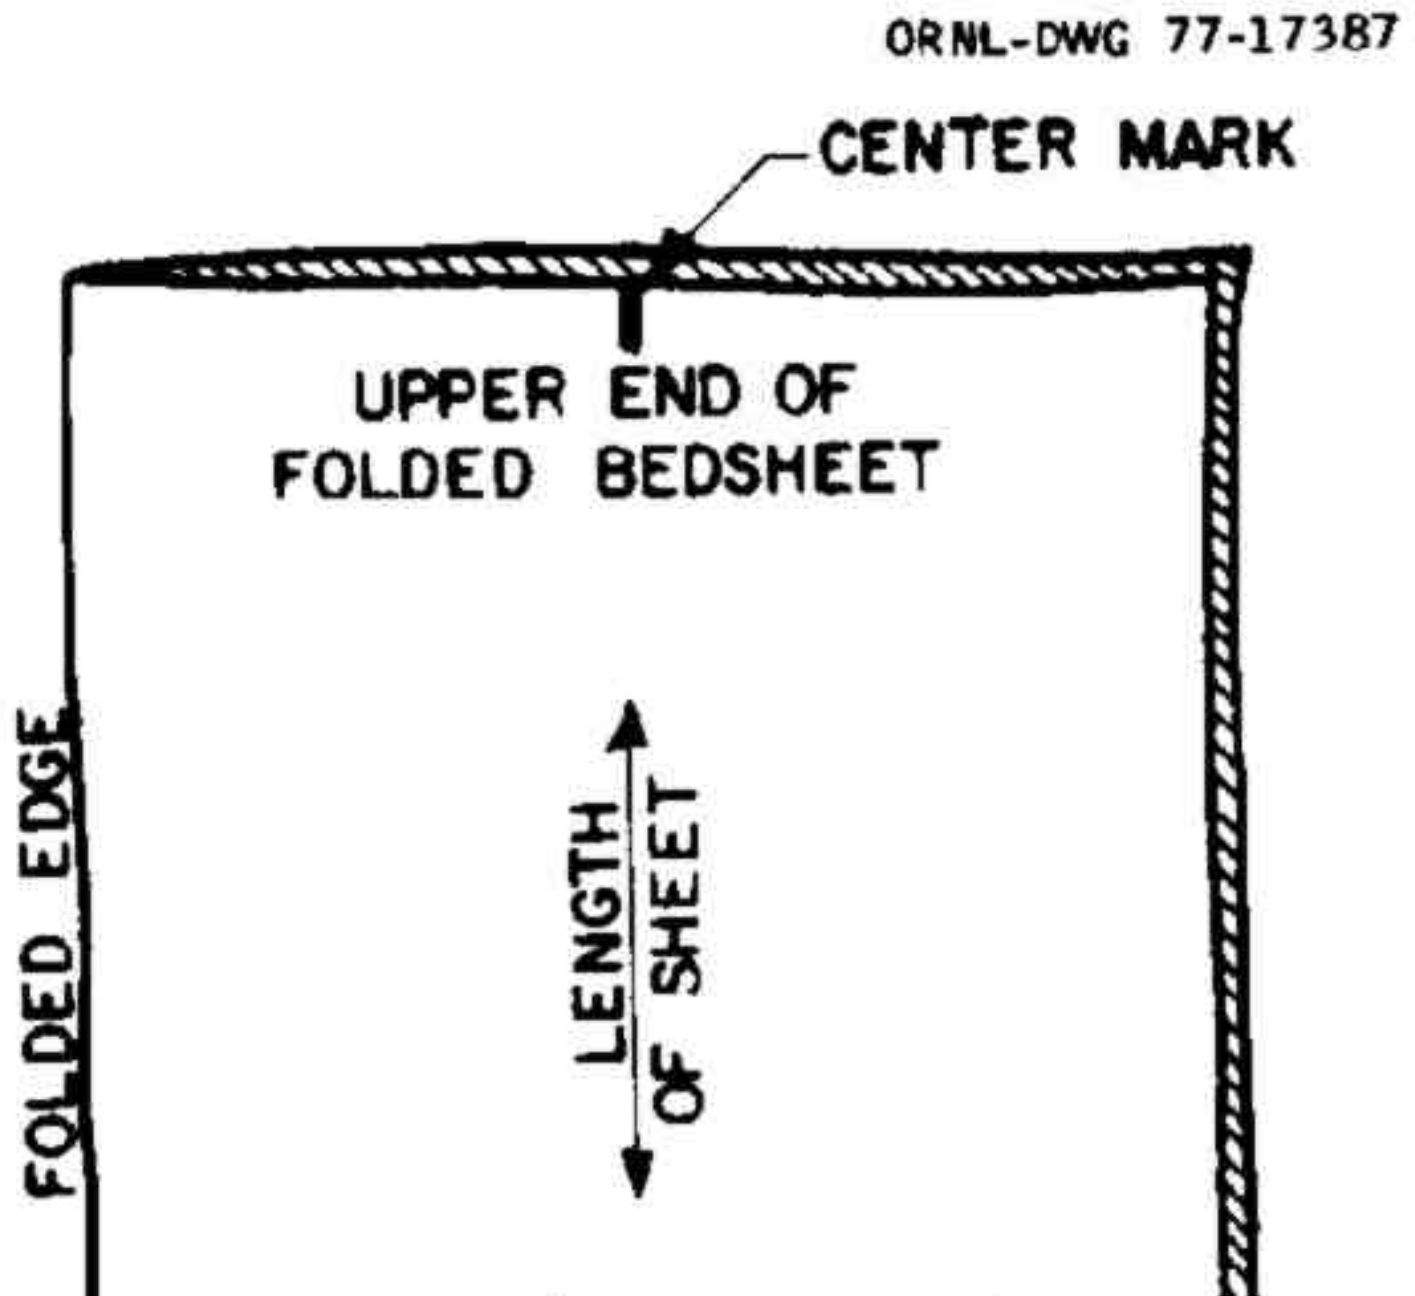 ORNL-DWG 77-17387
CENTER MARK
UPPER END OF
FOLDED BEDSHEET
FOLDED EDGE
LENGTH
OF SHEET